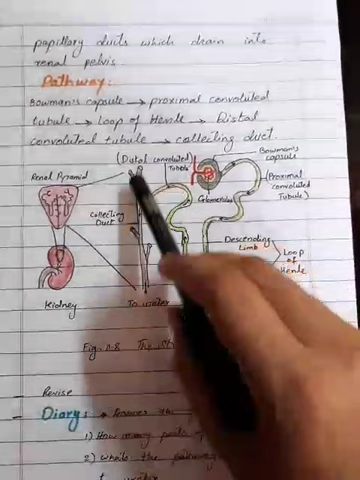 papillary ducts which drain into
renal pelvis
Pathway:
Bowman's capsule → proximal convoluted
tubule → Loop of Henle → Distal
convoluted tubule → collecting duct.
(Distal convoluted
Tubule)
Bowman's
capsule
Renal Pyramid
Glomerulus
(Proximal
convoluted
Tubule)
Collecting
Duct
Descending
Limb
Loop
of
Henle
Kidney
To ureter
Fig: 11.8 The
Revise
Diary:
1) How many parts
2) what's the pathway